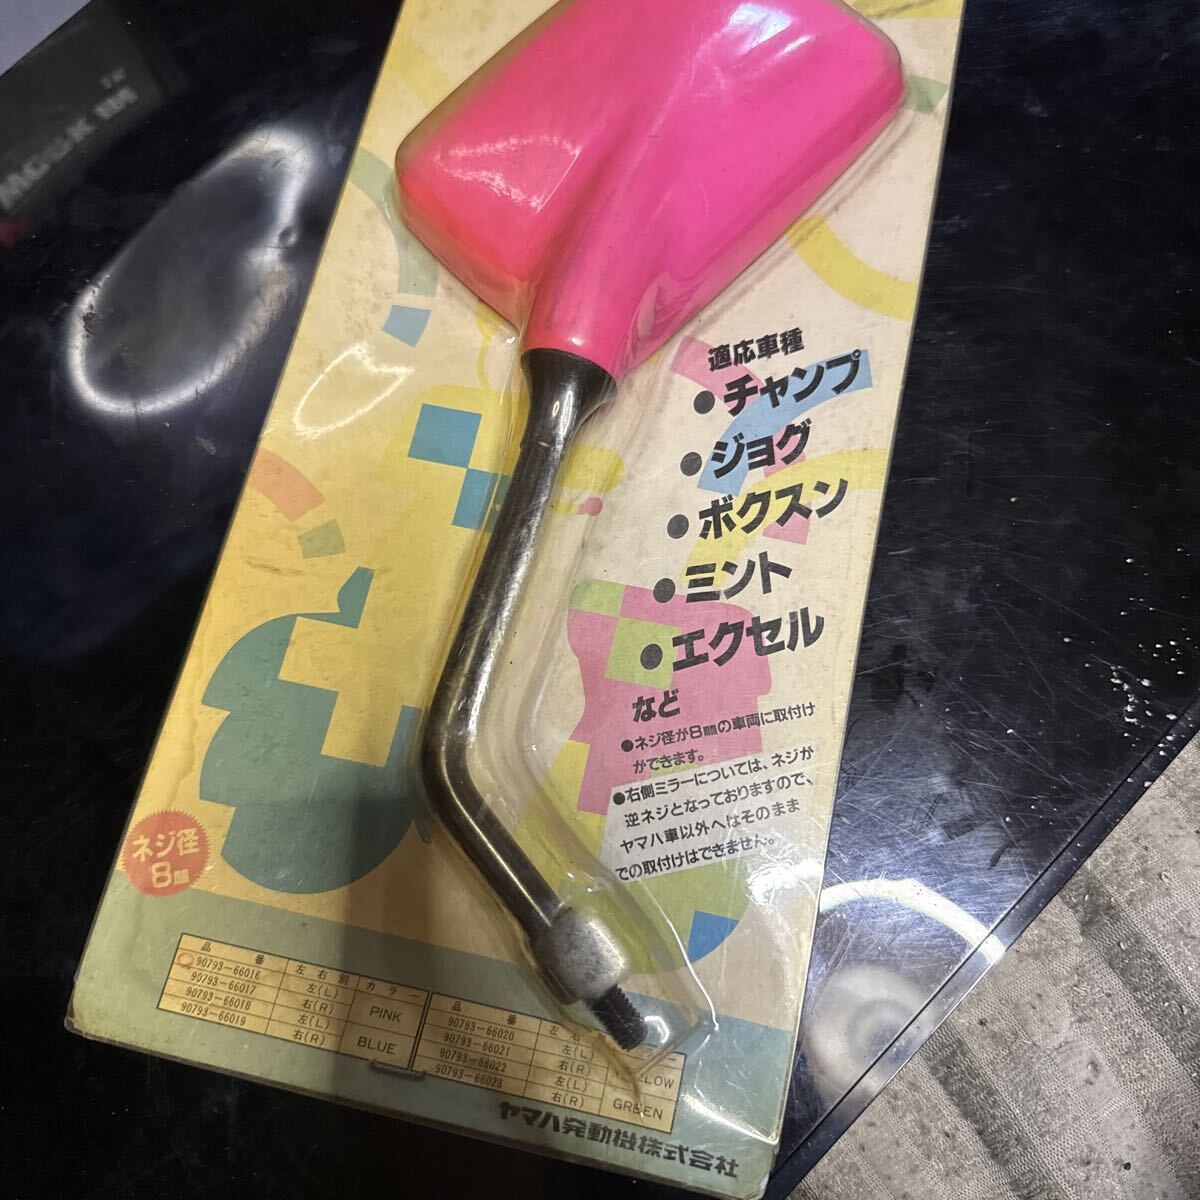 適応車種
●チャンプ
●ジョグ
●ボクスン
●ミント
●エクセル
など
●ネジ径が8㎜の車両に取付け
ができます。
●右側ミラーについては、ネジが
逆ネジとなっておりますので、
ヤマハ車以外へはそのまま
での取付けはできません。
ネジ径
8㎜
品 番 左右別 カラー
90793-66016 左(L) PINK
90793-66017 右(R)
90793-66018 左(L) BLUE
90793-66019 右(R)
品 番 左右
90793-66020 左(L)
90793-66021 右(R)
90793-66022 左(L) GREEN
90793-66023 右(R)
ヤマハ発動機株式会社